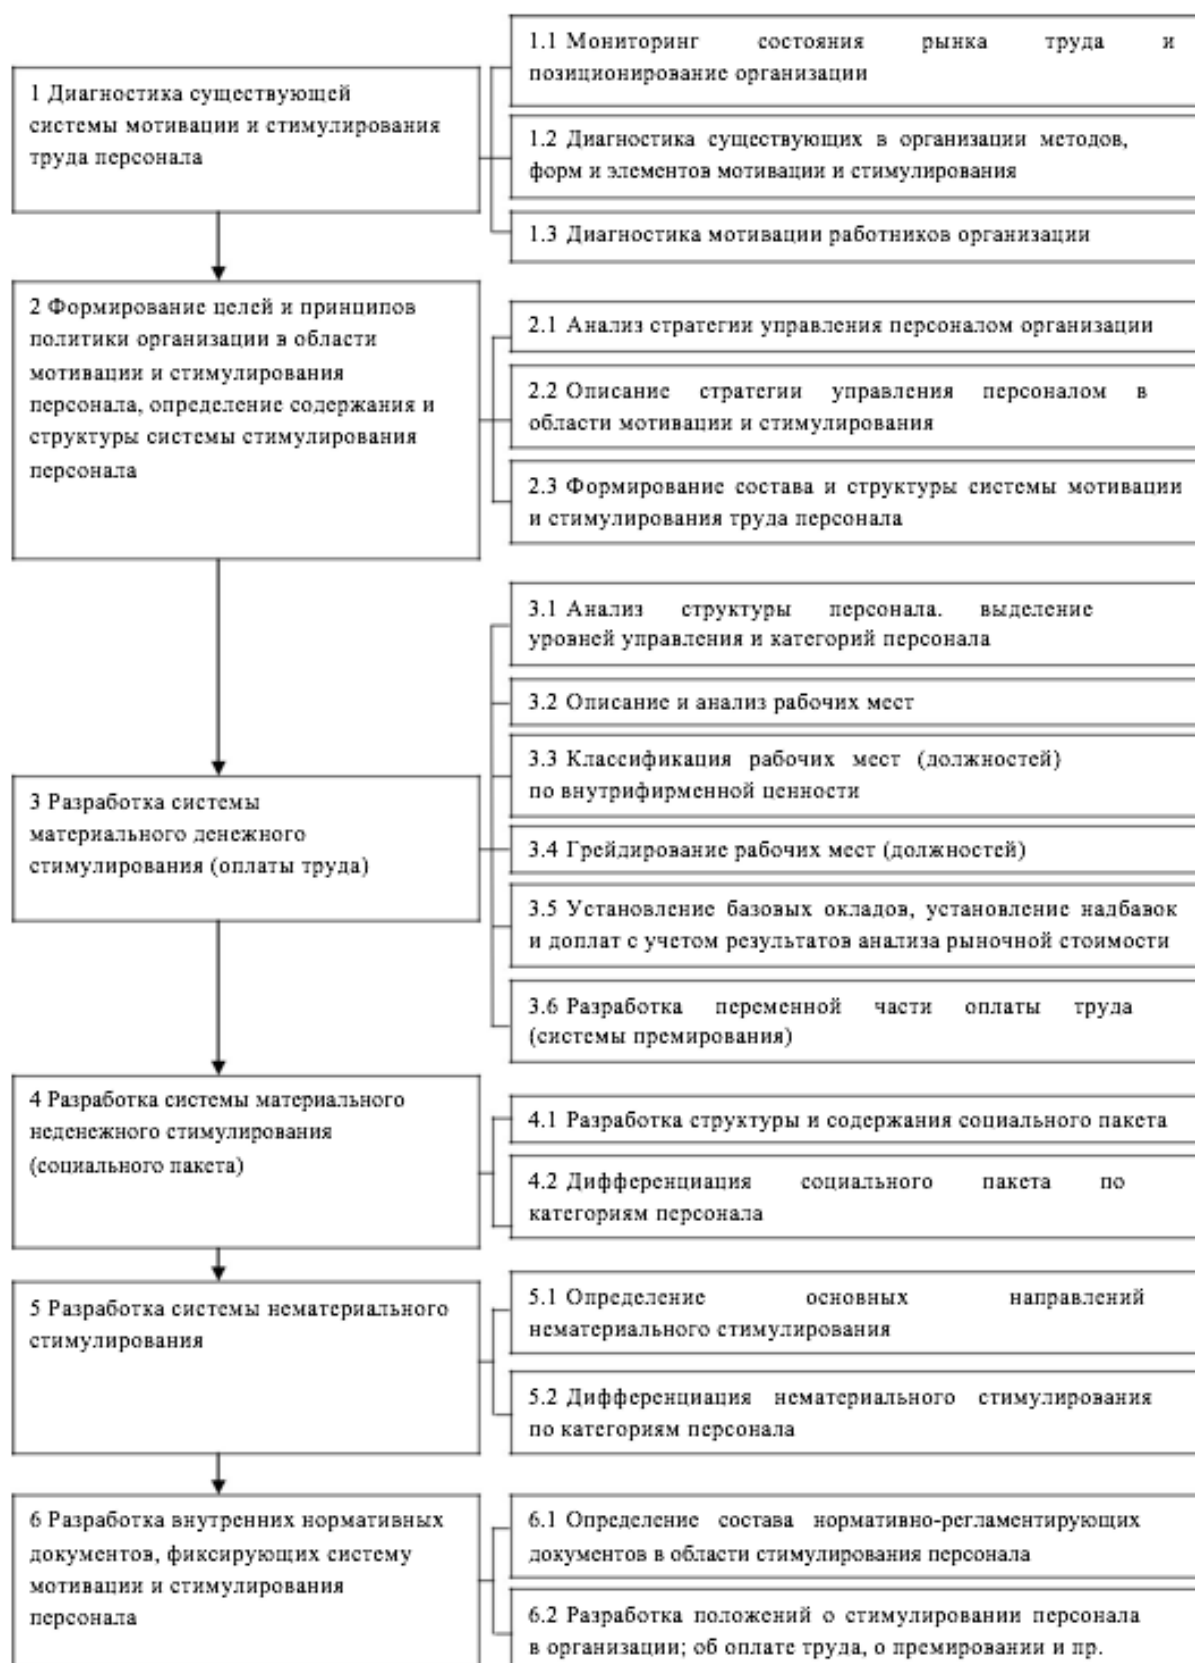 1 Диагностика существующей
системы мотивации и стимулирования
труда персонала
1.1 Мониторинг состояния рынка труда и
позиционирование организации
1.2 Диагностика существующих в организации методов,
форм и элементов мотивации и стимулирования
1.3 Диагностика мотивации работников организации
2 Формирование целей и принципов
политики организации в области
мотивации и стимулирования
персонала, определение содержания и
структуры системы стимулирования
персонала
2.1 Анализ стратегии управления персоналом организации
2.2 Описание стратегии управления персоналом в
области мотивации и стимулирования
2.3 Формирование состава и структуры системы мотивации
и стимулирования труда персонала
3 Разработка системы
материального денежного
стимулирования (оплаты труда)
3.1 Анализ структуры персонала. выделение
уровней управления и категорий персонала
3.2 Описание и анализ рабочих мест
3.3 Классификация рабочих мест (должностей)
по внутрифирменной ценности
3.4 Грейдирование рабочих мест (должностей)
3.5 Установление базовых окладов, установление надбавок
и доплат с учетом результатов анализа рыночной стоимости
3.6 Разработка переменной части оплаты труда
(системы премирования)
4 Разработка системы материального
неденежного стимулирования
(социального пакета)
4.1 Разработка структуры и содержания социального пакета
4.2 Дифференциация социального пакета по
категориям персонала
5 Разработка системы нематериального
стимулирования
5.1 Определение основных направлений
нематериального стимулирования
5.2 Дифференциация нематериального стимулирования
по категориям персонала
6 Разработка внутренних нормативных
документов, фиксирующих систему
мотивации и стимулирования
персонала
6.1 Определение состава нормативно-регламентирующих
документов в области стимулирования персонала
6.2 Разработка положений о стимулировании персонала
в организации; об оплате труда, о премировании и пр.